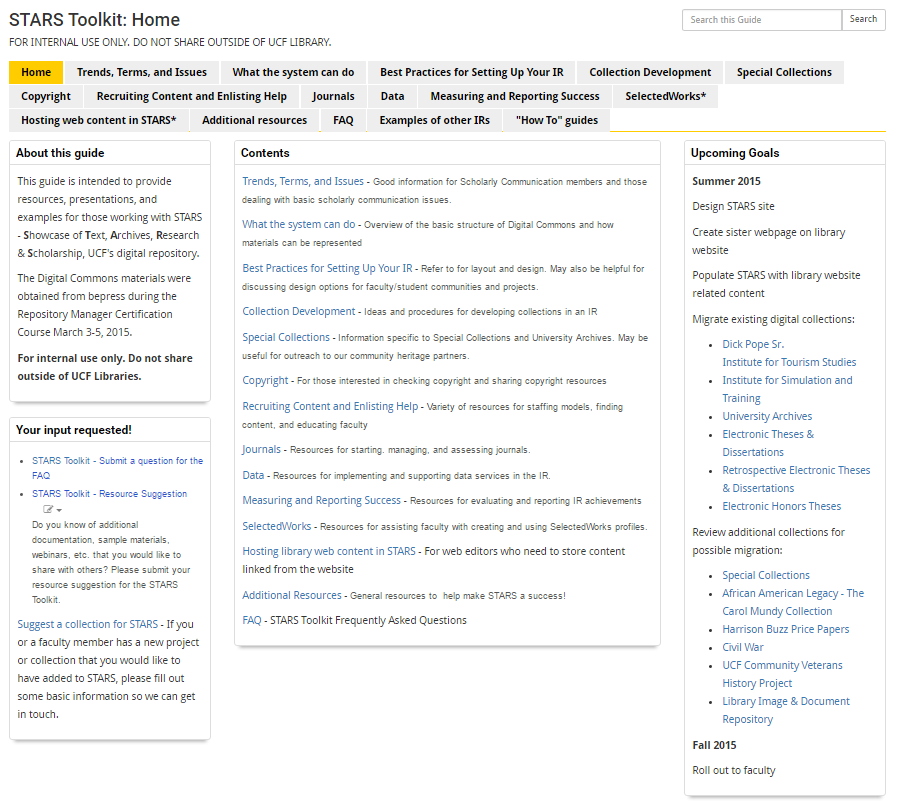 STARS Toolkit: Home
Search this Guide
Search
FOR INTERNAL USE ONLY. DO NOT SHARE OUTSIDE OF UCF LIBRARY.
Home
Trends, Terms, and Issues
What the system can do
Best Practices for Setting Up Your IR
Collection Development
Special Collections
Copyright
Recruiting Content and Enlisting Help
Journals
Data
Measuring and Reporting Success
SelectedWorks*
Hosting web content in STARS*
Additional resources
FAQ
Examples of other IRs
"How To" guides
About this guide
This guide is intended to provide
resources, presentations, and
examples for those working with STARS
- Showcase of Text, Archives, Research
& Scholarship, UCF's digital repository.
The Digital Commons materials were
obtained from bepress during the
Repository Manager Certification
Course March 3-5, 2015.
For internal use only. Do not share
outside of UCF Libraries.
Your input requested!
• STARS Toolkit - Submit a question for the
FAQ
• STARS Toolkit - Resource Suggestion
Do you know of additional
documentation, sample materials,
webinars, etc. that you would like to
share with others? Please submit your
resource suggestion for the STARS
Toolkit.
Suggest a collection for STARS - If you
or a faculty member has a new project
or collection that you would like to
have added to STARS, please fill out
some basic information so we can get
in touch.
Contents
Trends, Terms, and Issues - Good information for Scholarly Communication members and those
dealing with basic scholarly communication issues.
What the system can do - Overview of the basic structure of Digital Commons and how
materials can be represented
Best Practices for Setting Up Your IR - Refer to for layout and design. May also be helpful for
discussing design options for faculty/student communities and projects.
Collection Development - Ideas and procedures for developing collections in an IR
Special Collections - Information specific to Special Collections and University Archives. May be
useful for outreach to our community heritage partners.
Copyright - For those interested in checking copyright and sharing copyright resources
Recruiting Content and Enlisting Help - Variety of resources for staffing models, finding
content, and educating faculty
Journals - Resources for starting. managing, and assessing journals.
Data - Resources for implementing and supporting data services in the IR.
Measuring and Reporting Success - Resources for evaluating and reporting IR achievements
SelectedWorks - Resources for assisting faculty with creating and using SelectedWorks profiles.
Hosting library web content in STARS - For web editors who need to store content
linked from the website
Additional Resources - General resources to help make STARS a success!
FAQ - STARS Toolkit Frequently Asked Questions
Upcoming Goals
Summer 2015
Design STARS site
Create sister webpage on library
website
Populate STARS with library website
related content
Migrate existing digital collections:
• Dick Pope Sr.
Institute for Tourism Studies
• Institute for Simulation and
Training
• University Archives
• Electronic Theses &
Dissertations
• Retrospective Electronic Theses
& Dissertations
• Electronic Honors Theses
Review additional collections for
possible migration:
• Special Collections
• African American Legacy - The
Carol Mundy Collection
• Harrison Buzz Price Papers
• Civil War
• UCF Community Veterans
History Project
• Library Image & Document
Repository
Fall 2015
Roll out to faculty